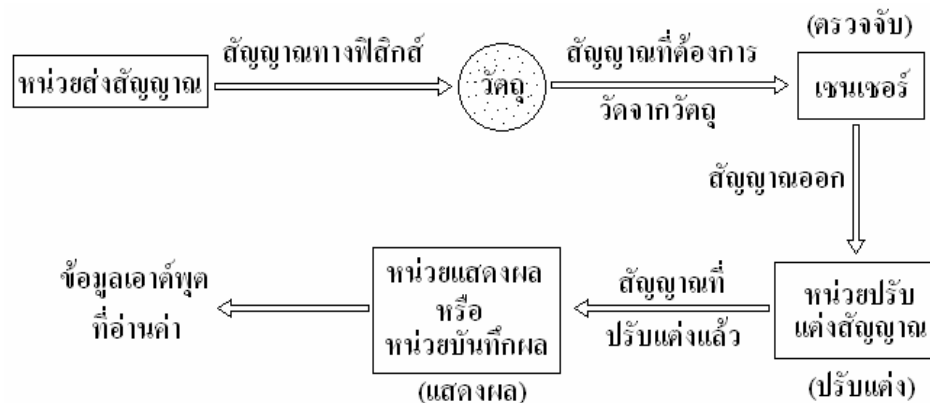 (ตรวจจับ)
หน่วยส่งสัญญาณ
สัญญาณทางฟิสิกส์
วัตถุ
สัญญาณที่ต้องการ
วัดจากวัตถุ
เซนเซอร์
สัญญาณออก
หน่วยปรับ
แต่งสัญญาณ
(ปรับแต่ง)
สัญญาณที่
ปรับแต่งแล้ว
หน่วยแสดงผล
หรือ
หน่วยบันทึกผล
(แสดงผล)
ข้อมูลเอาต์พุต
ที่อ่านค่า